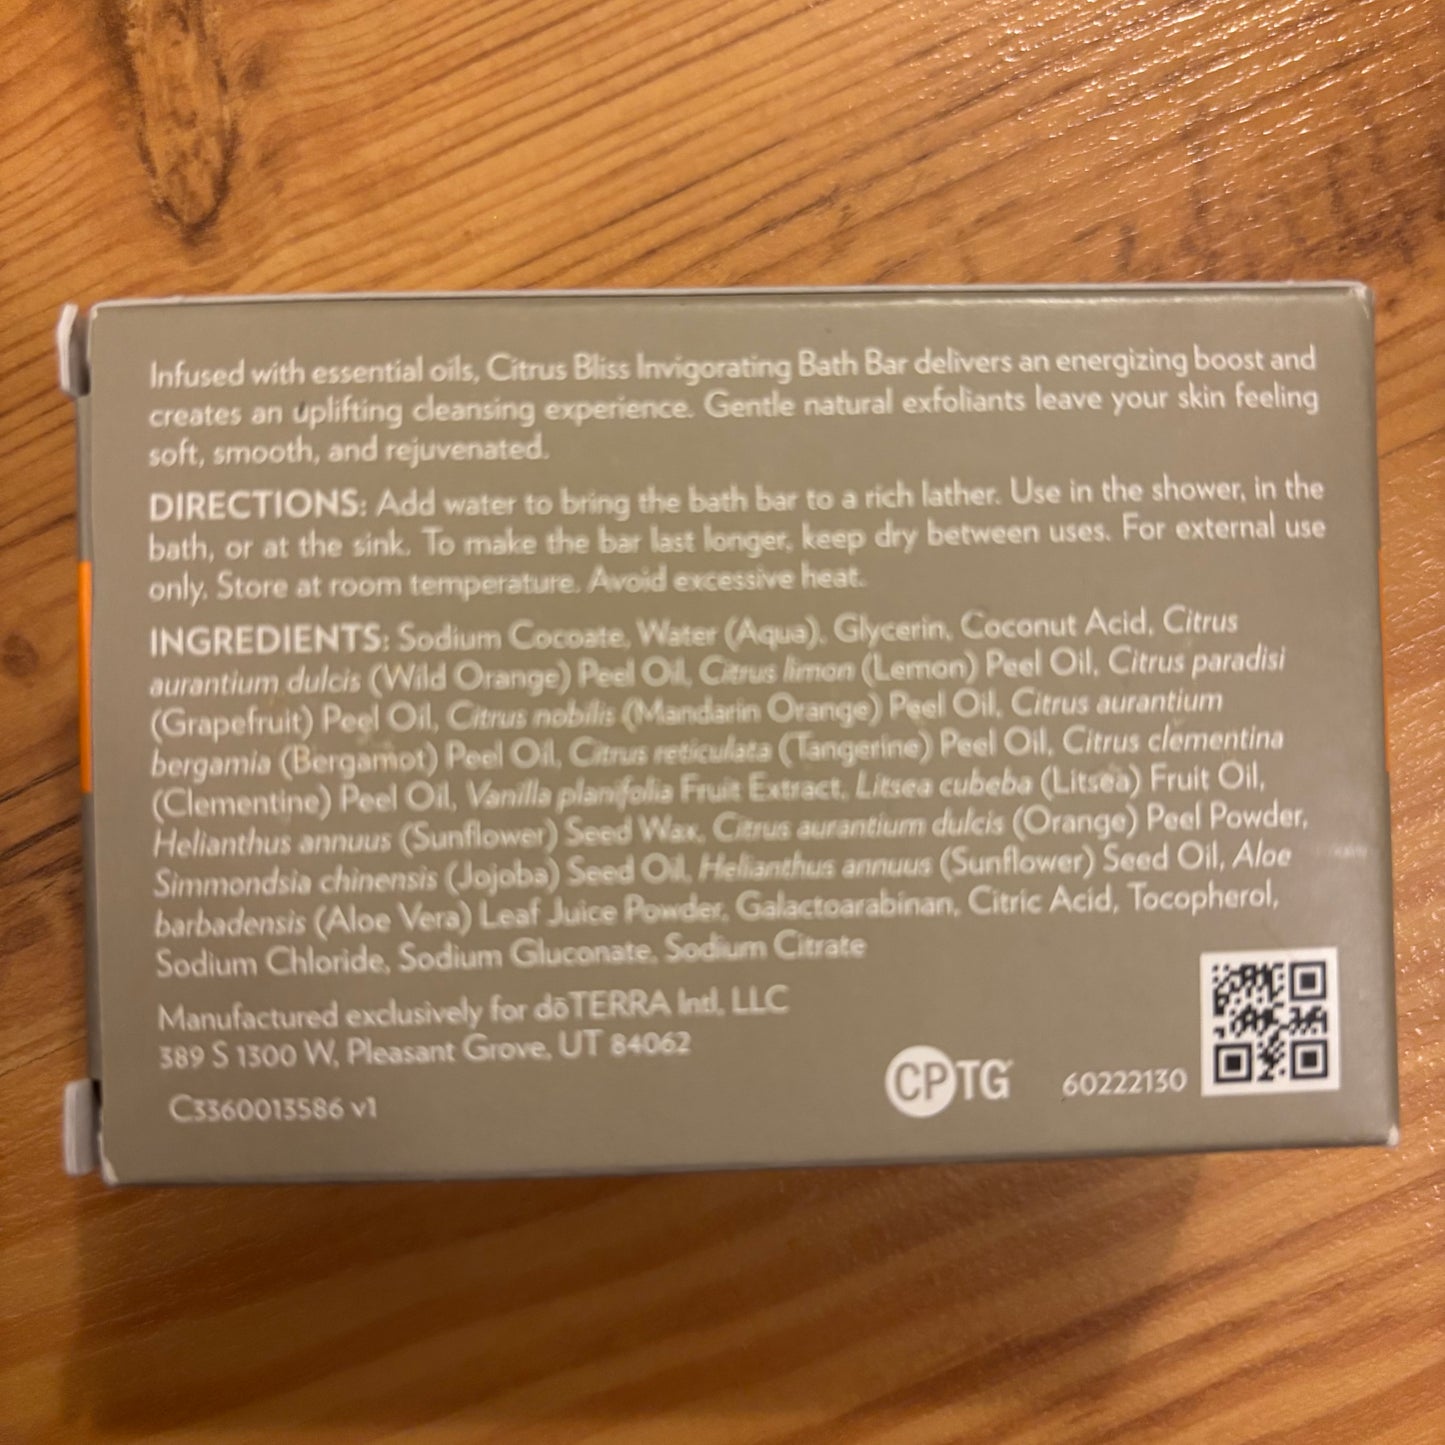 Infused with essential oils, Citrus Bliss Invigorating Bath Bar delivers an energizing boost and
creates an uplifting cleansing experience. Gentle natural exfoliants leave your skin feeling
soft, smooth, and rejuvenated.
DIRECTIONS: Add water to bring the bath bar to a rich lather. Use in the shower, in the
bath, or at the sink. To make the bar last longer, keep dry between uses. For external use
only. Store at room temperature. Avoid excessive heat.
INGREDIENTS: Sodium Cocoate, Water (Aqua), Glycerin, Coconut Acid, Citrus
aurantium dulcis (Wild Orange) Peel Oil, Citrus limon (Lemon) Peel Oil, Citrus paradisi
(Grapefruit) Peel Oil, Citrus nobilis (Mandarin Orange) Peel Oil, Citrus aurantium
bergamia (Bergamot) Peel Oil, Citrus reticulata (Tangerine) Peel Oil, Citrus clementina
(Clementine) Peel Oil, Vanilla planifolia Fruit Extract, Litsea cubeba (Litsea) Fruit Oil,
Helianthus annuus (Sunflower) Seed Wax, Citrus aurantium dulcis (Orange) Peel Powder,
Simmondsia chinensis (Jojoba) Seed Oil, Helianthus annuus (Sunflower) Seed Oil, Aloe
barbadensis (Aloe Vera) Leaf Juice Powder, Galactoarabinan, Citric Acid, Tocopherol,
Sodium Chloride, Sodium Gluconate, Sodium Citrate
Manufactured exclusively for dōTERRA Intl, LLC
389 S 1300 W, Pleasant Grove, UT 84062
C3360013586 v1
CPTG
60222130